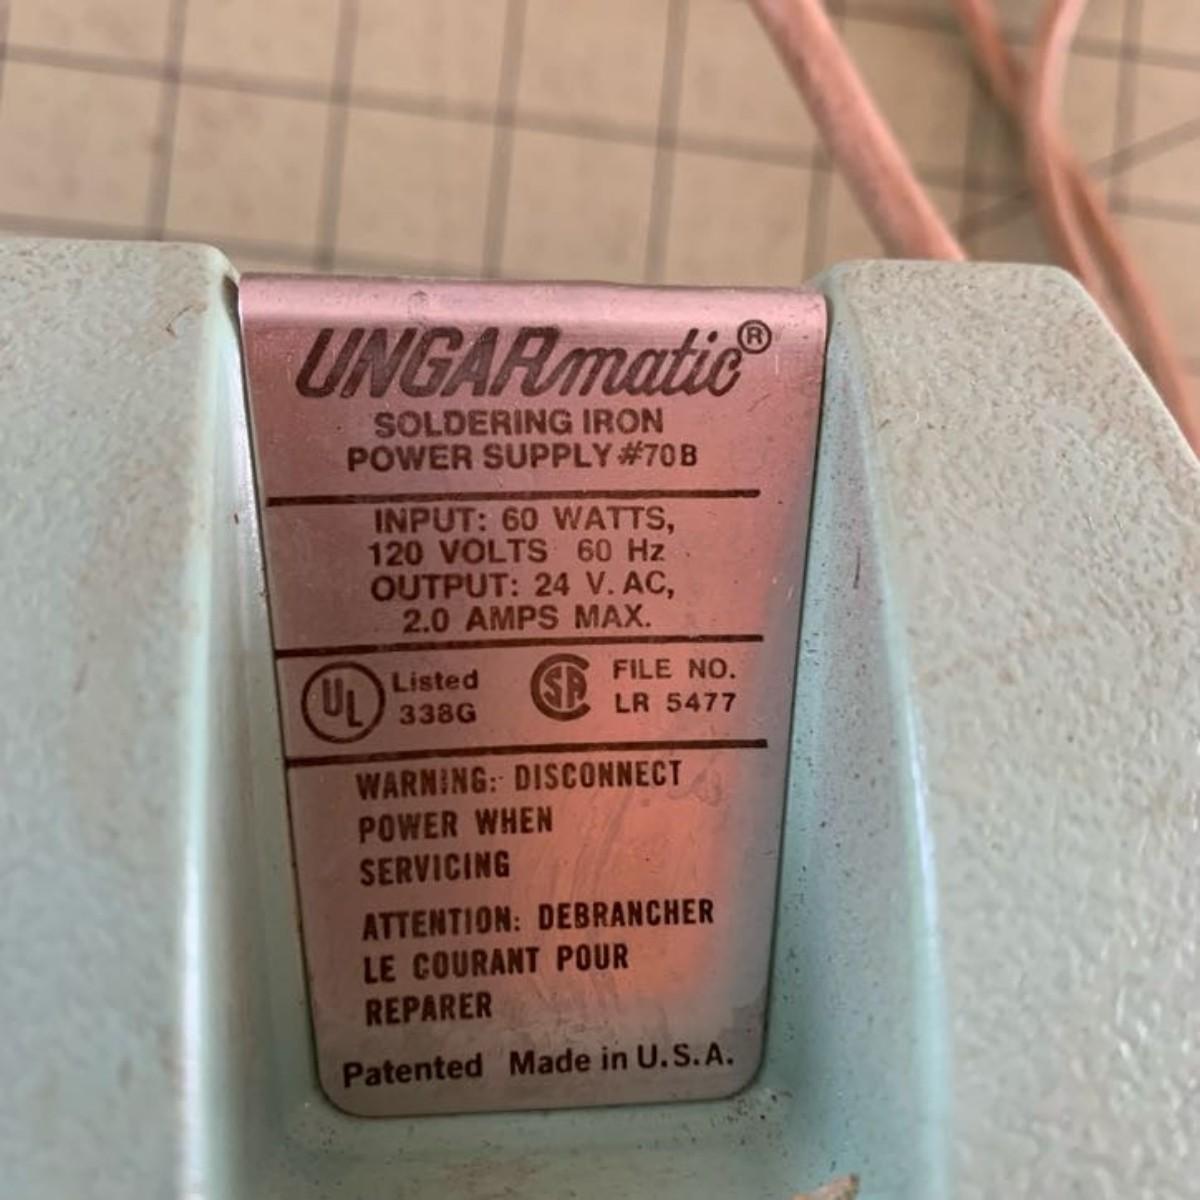 UNGARmatic®
SOLDERING IRON
POWER SUPPLY #70B
INPUT: 60 WATTS,
120 VOLTS 60 Hz
OUTPUT: 24 V. AC,
2.0 AMPS MAX.
UL Listed
338G
SA FILE NO.
LR 5477
WARNING: DISCONNECT
POWER WHEN
SERVICING
ATTENTION: DEBRANCHER
LE COURANT POUR
REPARER
Patented Made in U.S.A.